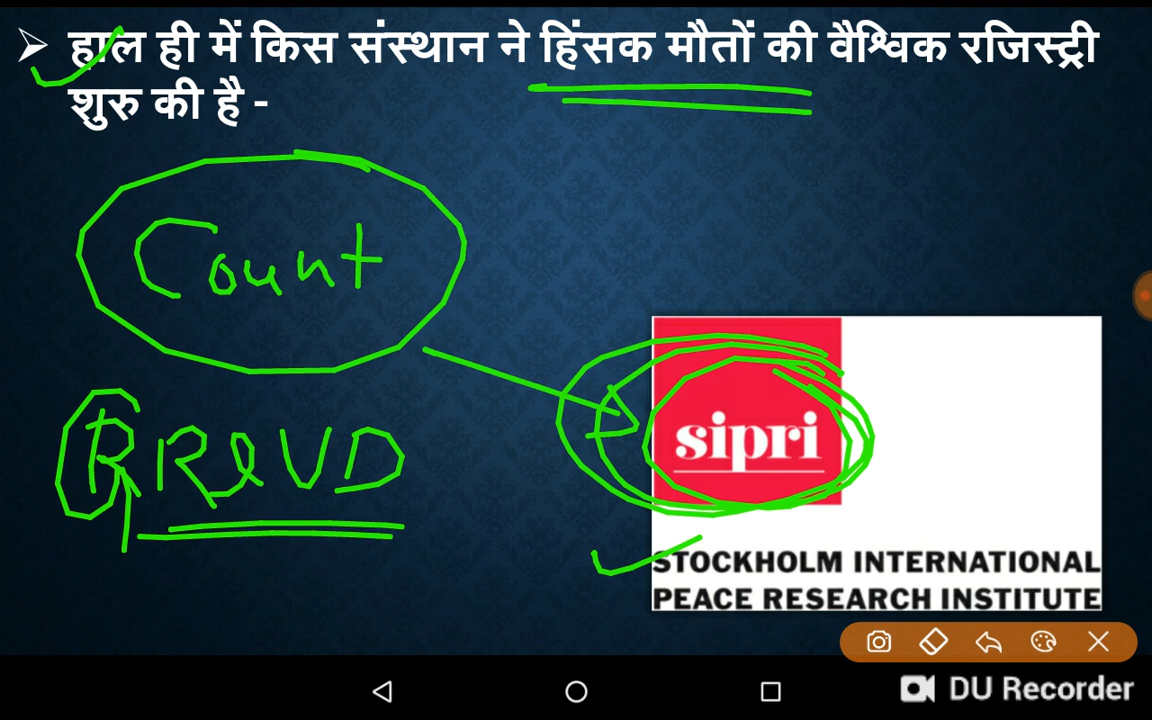 हाल ही में किस संस्थान ने हिंसक मौतों की वैश्विक रजिस्ट्री
शुरु की है -
Count
sipri
STOCKHOLM INTERNATIONAL
PEACE RESEARCH INSTITUTE
DU Recorder